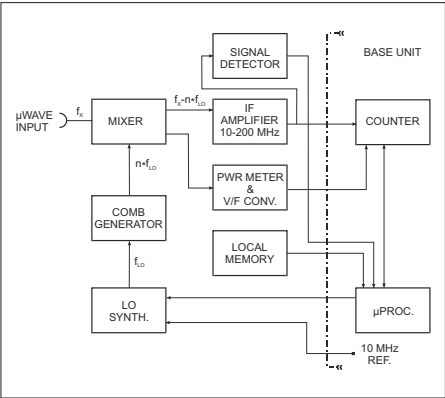 SIGNAL
DETECTOR
BASE UNIT
µWAVE
INPUT
fX
MIXER
fX-n*fLO
IF
AMPLIFIER
10-200 MHz
COUNTER
n*fLO
PWR METER
&
V/F CONV.
COMB
GENERATOR
LOCAL
MEMORY
fLO
LO
SYNTH.
µPROC.
10 MHz
REF.